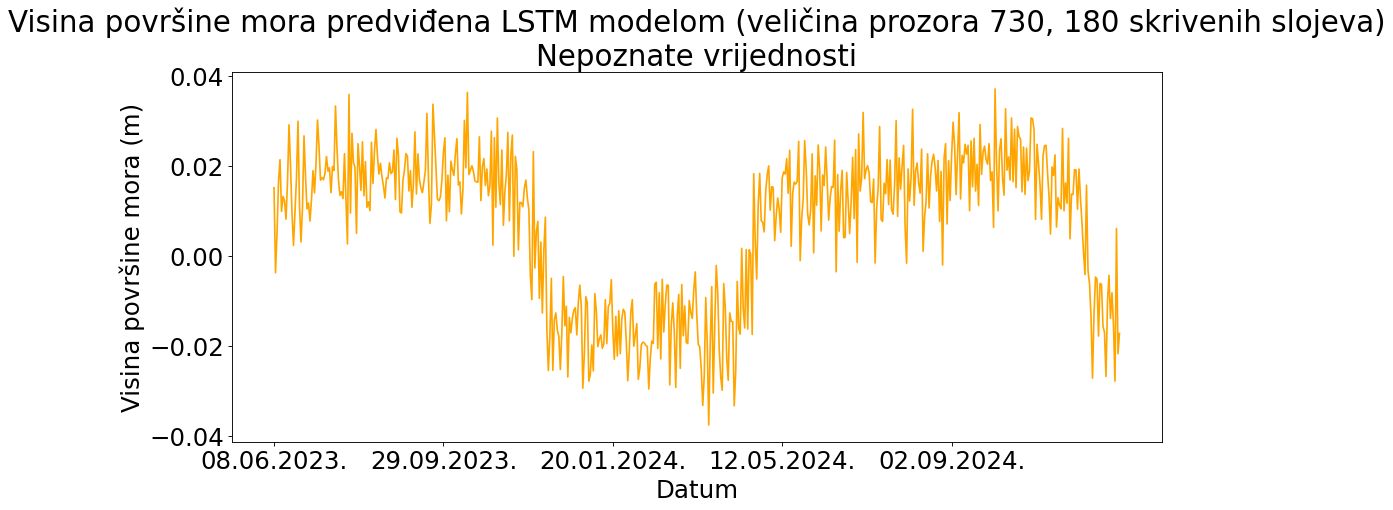 Visina površine mora predviđena LSTM modelom (veličina prozora 730, 180 skrivenih slojeva)
Nepoznate vrijednosti
Visina površine mora (m)
0.04
0.02
0.00
−0.02
−0.04
08.06.2023. 29.09.2023. 20.01.2024. 12.05.2024. 02.09.2024.
Datum